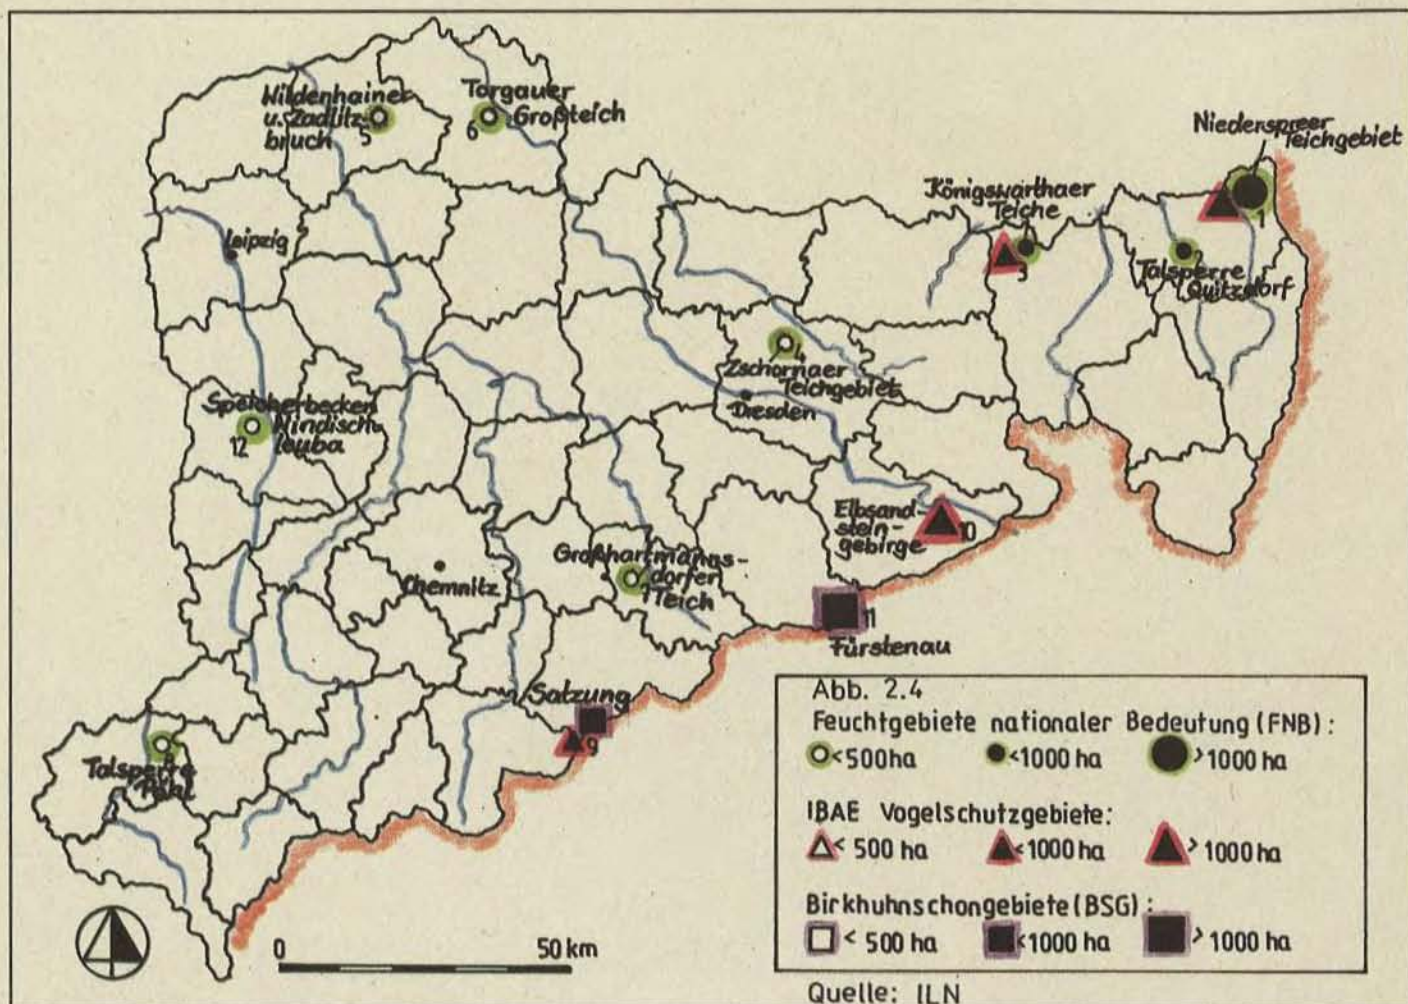 Wildenhainer
u. Zadlitz-
bruch
5
Torgauer
Großteich
6
Niederspreer
Teichgebiet
1
Königswarthaer
Teiche
3
2
Talsperre
Quitzdorf
Leipzig
4
Zschornaer
Teichgebiet
Dresden
Speicherbecken
Windisch-
leuba
12
Elbsand-
stein-
gebirge
10
Großhartmanns-
dorfer
Teich
Chemnitz
11
Fürstenau
Satzung
9
Talsperre
Pöhl
0 50 km
Abb. 2.4
Feuchtgebiete nationaler Bedeutung (FNB) :
<500ha <1000 ha >1000 ha
IBAE Vogelschutzgebiete:
< 500 ha <1000 ha > 1000 ha
Birkhuhnschongebiete (BSG) :
< 500 ha <1000 ha > 1000 ha
Quelle: ILN